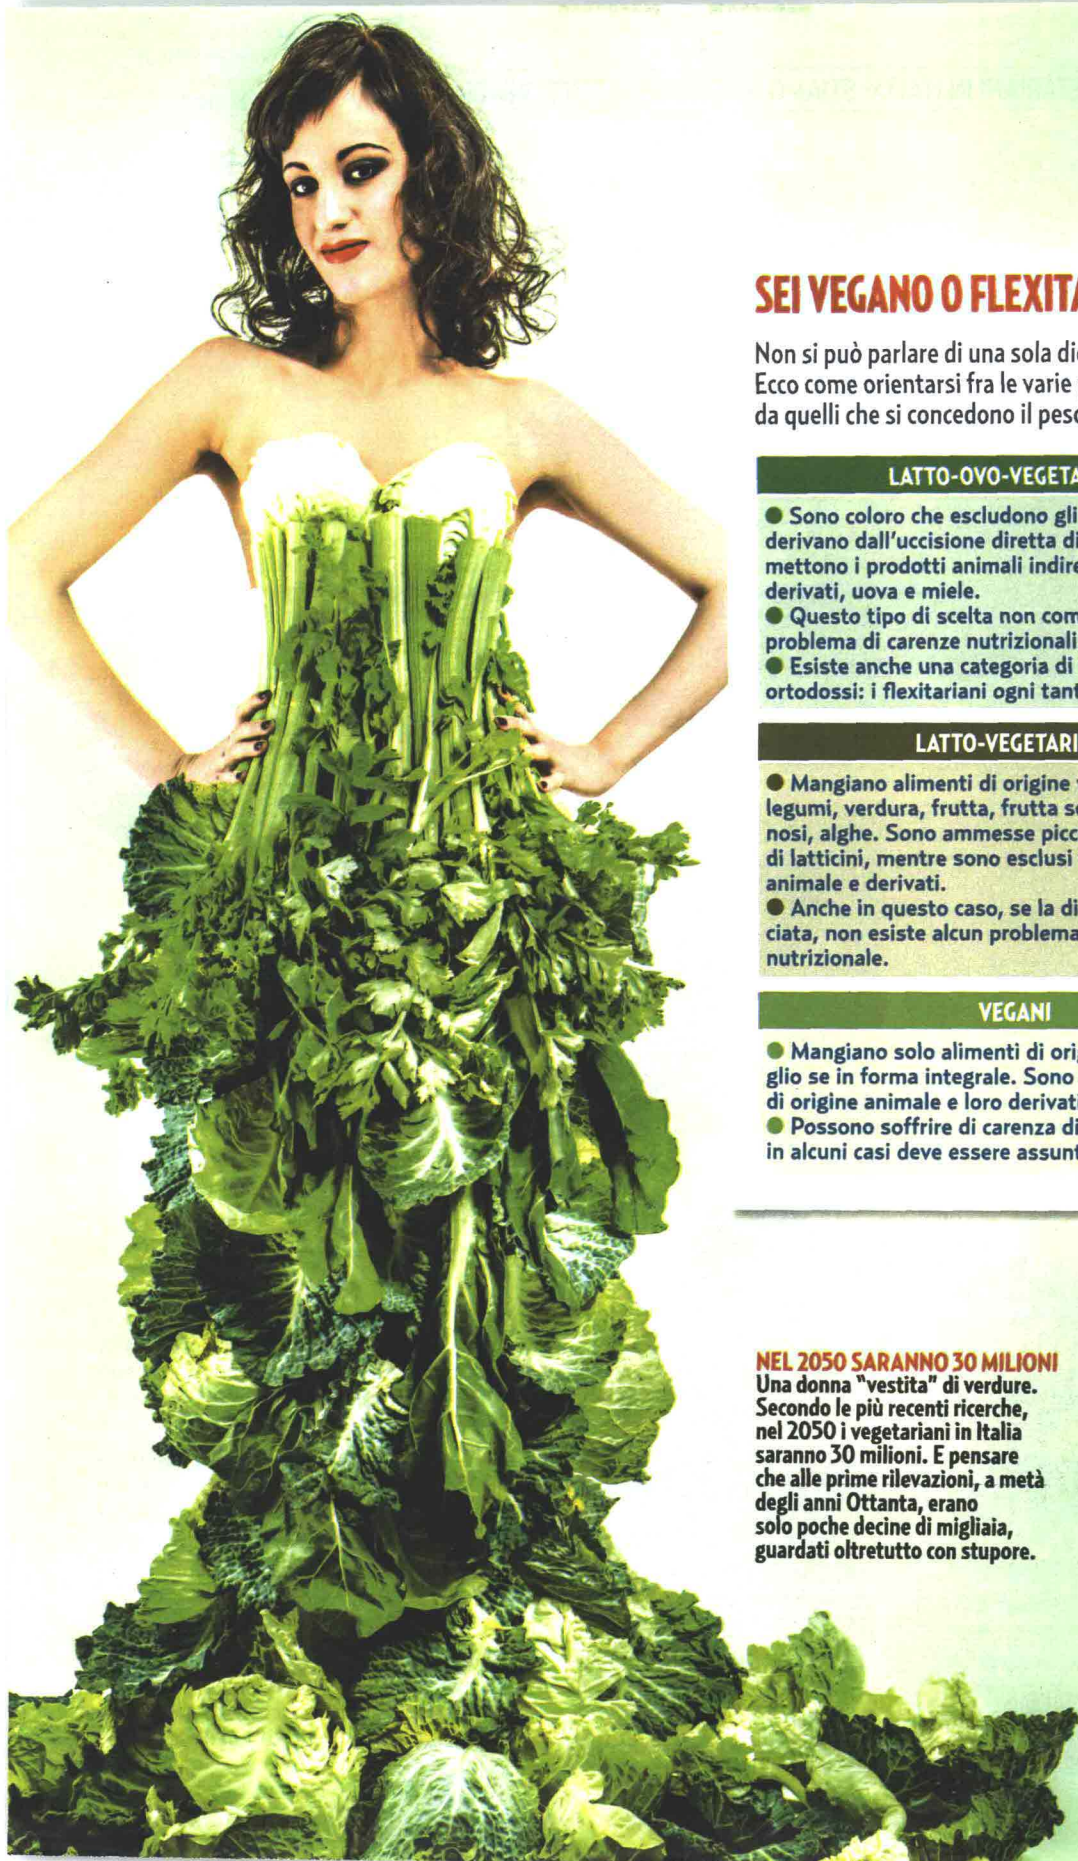 SEI VEGANO O FLEXITA
Non si può parlare di una sola di
Ecco come orientarsi fra le varie
da quelli che si concedono il pesc
LATTO-OVO-VEGETA
● Sono coloro che escludono gli
derivano dall'uccisione diretta di
mettono i prodotti animali indire
derivati, uova e miele.
● Questo tipo di scelta non com
problema di carenze nutrizionali
● Esiste anche una categoria di
ortodossi: i flexitariani ogni tant
LATTO-VEGETARI
● Mangiano alimenti di origine
legumi, verdura, frutta, frutta se
nosi, alghe. Sono ammesse picc
di latticini, mentre sono esclusi
animale e derivati.
● Anche in questo caso, se la di
ciata, non esiste alcun problema
nutrizionale.
VEGANI
● Mangiano solo alimenti di ori
glio se in forma integrale. Sono
di origine animale e loro derivati
● Possono soffrire di carenza di
in alcuni casi deve essere assunt
NEL 2050 SARANNO 30 MILIONI
Una donna "vestita" di verdure.
Secondo le più recenti ricerche,
nel 2050 i vegetariani in Italia
saranno 30 milioni. E pensare
che alle prime rilevazioni, a metà
degli anni Ottanta, erano
solo poche decine di migliaia,
guardati oltretutto con stupore.